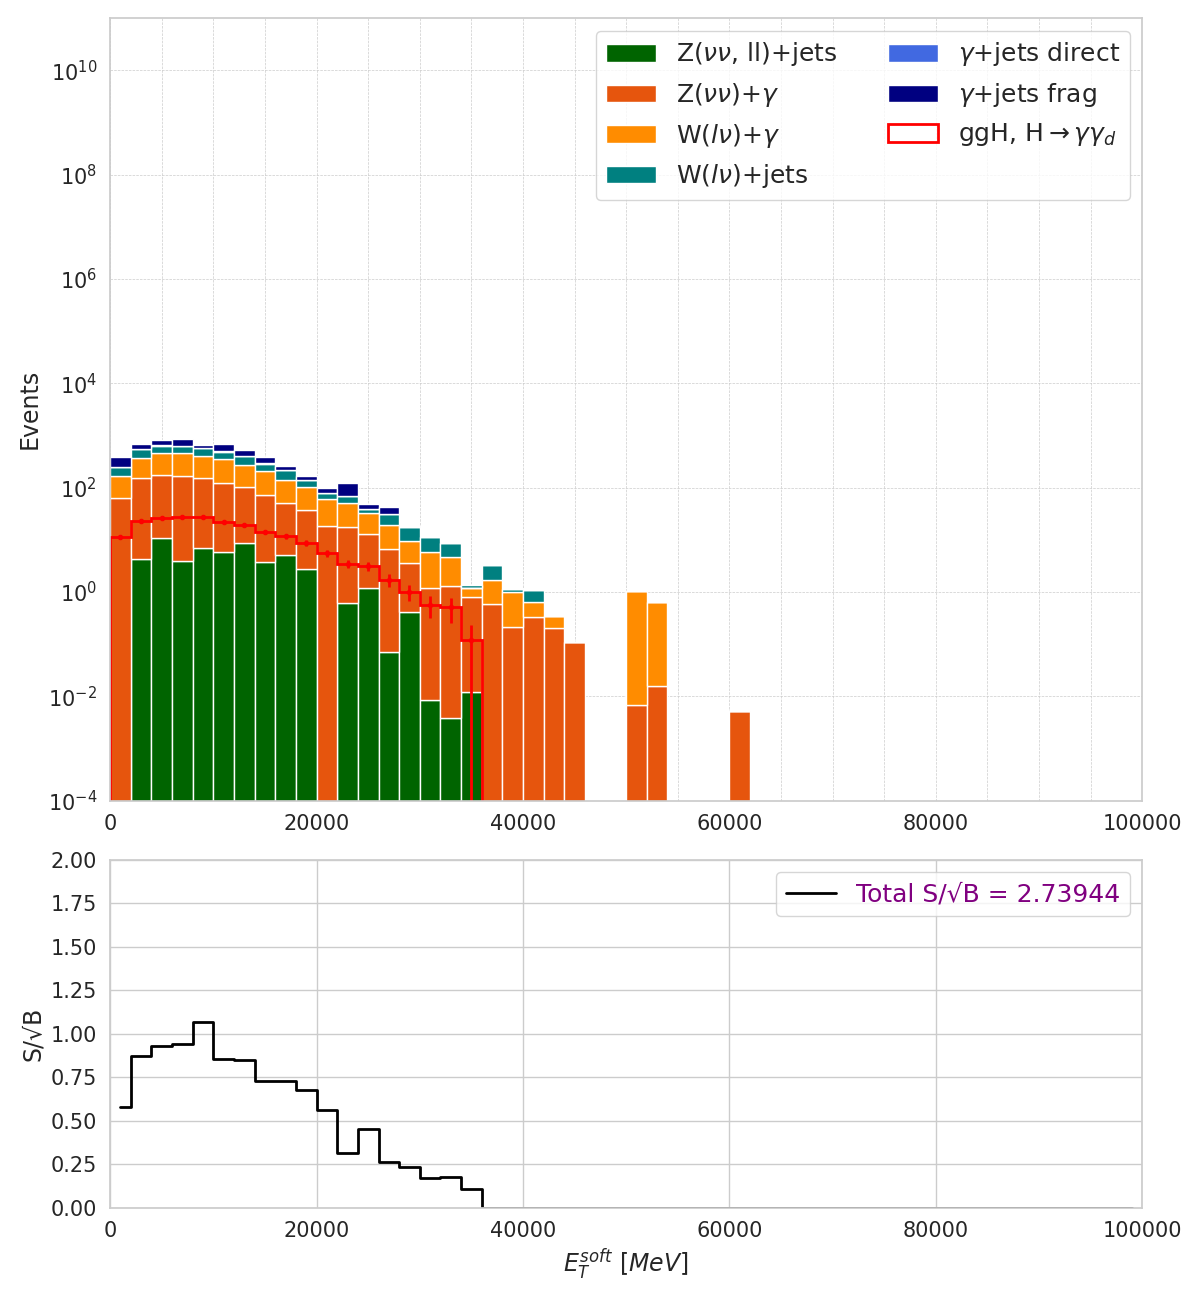 Z(νν, ll)+jets
Z(νν)+γ
W(lν)+γ
W(lν)+jets
γ+jets direct
γ+jets frag
ggH, H→γγ_d
Events
10^10
10^8
10^6
10^4
10^2
10^0
10^−2
10^−4
0 20000 40000 60000 80000 100000
Total S/√B = 2.73944
S/√B
2.00
1.75
1.50
1.25
1.00
0.75
0.50
0.25
0.00
0 20000 40000 60000 80000 100000
E_T^soft [MeV]